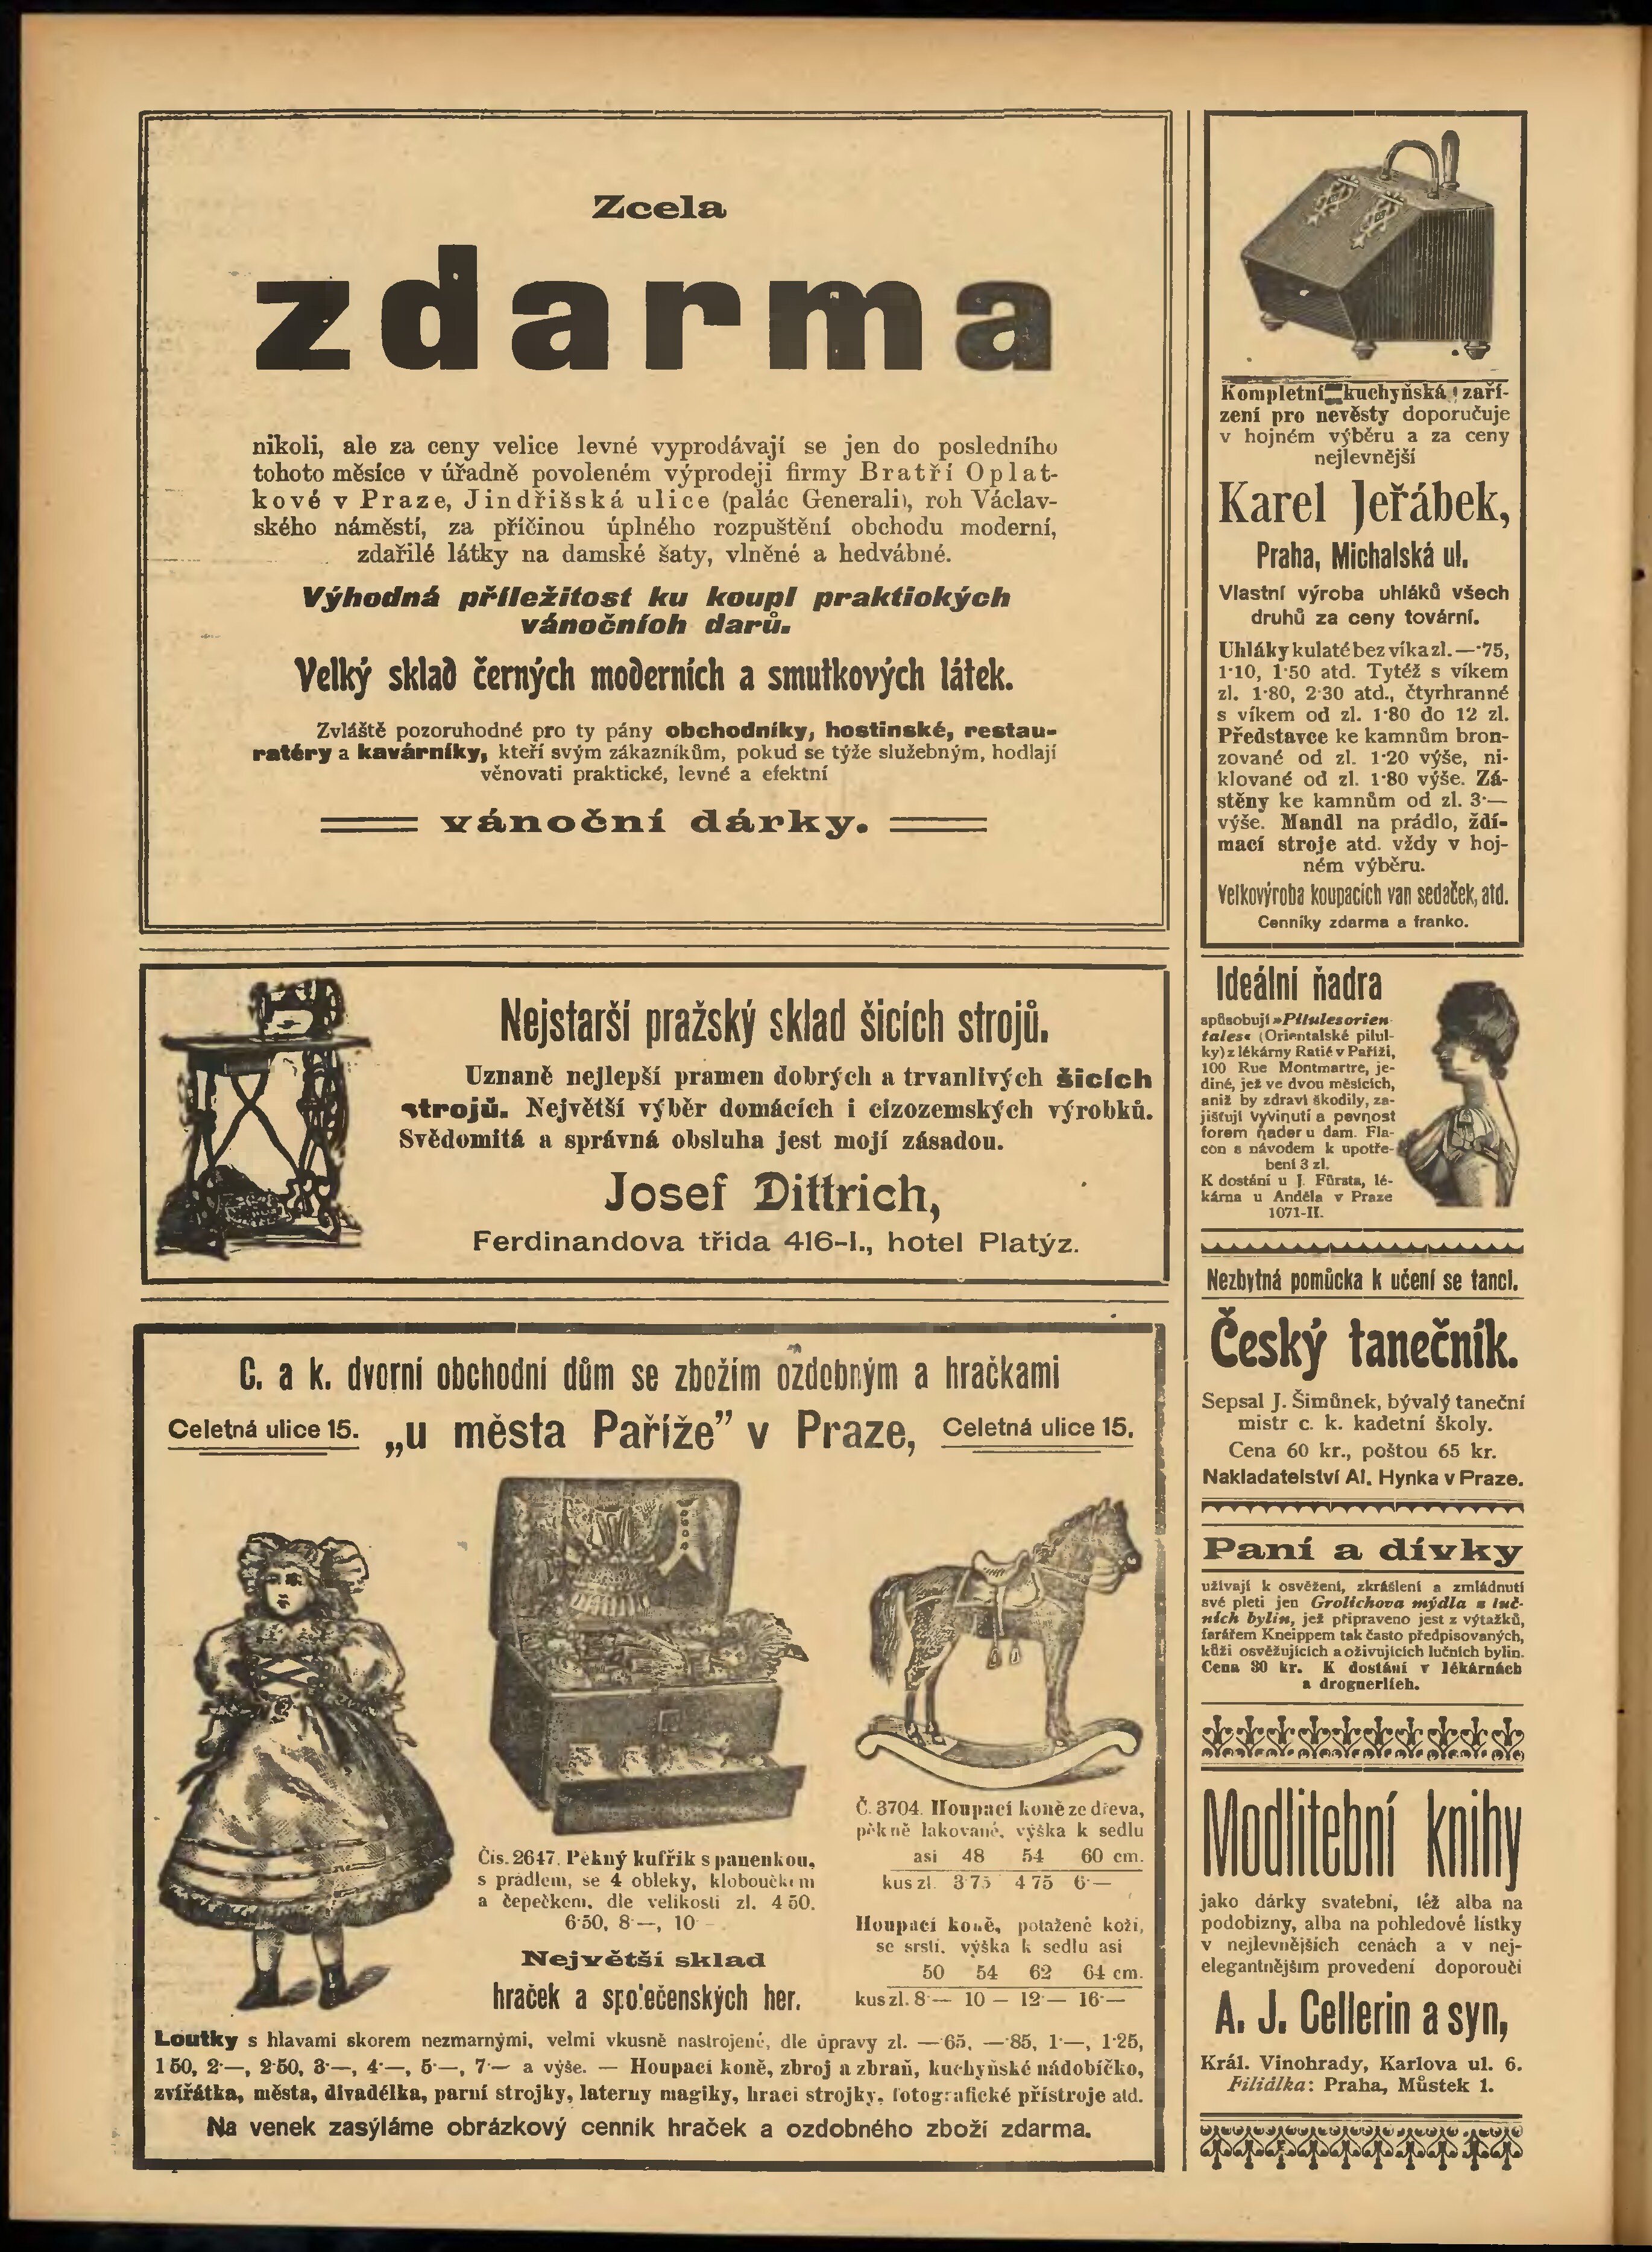 Zcela
zdarma
nikoli, ale za ceny velice levné vyprodávají se jen do posledního
tohoto měsíce v úřadně povoleném výprodeji firmy Bratří Oplat-
kové v Praze, Jindřišská ulice (palác Generali), roh Václav-
ského náměstí, za příčinou úplného rozpuštění obchodu moderní,
zdařilé látky na damské šaty, vlněné a hedvábné.
Výhodná příležitost ku koupi praktických
vánočních darů.
Velký sklad černých moderních a smutkových látek.
Zvláště pozoruhodné pro ty pány obchodníky, hostinské, restau-
ratéry a kavárníky, kteří svým zákazníkům, pokud se týže služebným, hodlají
věnovati praktické, levné a efektní
vánoční dárky.
Nejstarší pražský sklad šicích strojů.
Uznaně nejlepší pramen dobrých a trvanlivých šicích
strojů. Největší výběr domácích i cizozemských výrobků.
Svědomitá a správná obsluha jest mojí zásadou.
Josef Dittrich,
Ferdinandova třída 416-I., hotel Platýz.
C. a k. dvorní obchodní dům se zbožím ozdobným a hračkami
Celetná ulice 15. „u města Paříže” v Praze, Celetná ulice 15.
Čís. 2647. Pěkný kufřík s panenkou,
s prádlem, se 4 obleky, kloboučkem
a čepečkem, dle velikosti zl. 4 50,
6·50, 8·—, 10·—.
Největší sklad
hraček a společenských her.
Č. 3704. Houpací koně ze dřeva,
pěkně lakované, výška k sedlu
asi 48 54 60 cm.
kus zl. 3 75 4 75 6·—
Houpací koně, potažené koží,
se srstí, výška k sedlu asi
50 54 62 64 cm.
kus zl. 8·— 10·— 12·— 16·—
Loutky s hlavami skorem nezmarnými, velmi vkusně nastrojené, dle úpravy zl. —·65, —·85, 1·—, 1·25,
1 50, 2·—, 2·50, 3·—, 4·—, 5·—, 7·— a výše. — Houpací koně, zbroj a zbraň, kuchyňské nádobíčko,
zvířátka, města, divadélka, parní strojky, laterny magiky, hrací strojky, fotografické přístroje atd.
Na venek zasýláme obrázkový cenník hraček a ozdobného zboží zdarma.
Kompletní kuchyňská zaří-
zení pro nevěsty doporučuje
v hojném výběru a za ceny
nejlevnější
Karel Jeřábek,
Praha, Michalská ul.
Vlastní výroba uhláků všech
druhů za ceny tovární.
Uhláky kulaté bez víka zl. —·75,
1·10, 1·50 atd. Tytéž s víkem
zl. 1·80, 2·30 atd., čtyrhranné
s víkem od zl. 1·80 do 12 zl.
Představce ke kamnům bron-
zované od zl. 1·20 výše, ni-
klované od zl. 1·80 výše. Zá-
stěny ke kamnům od zl. 3·—
výše. Mandl na prádlo, ždí-
mací stroje atd. vždy v hoj-
ném výběru.
Velkovýroba koupacích van sedaček, atd.
Cenníky zdarma a franko.
Ideální ňadra
spůsobují »Pilules orien-
tales« (Orientalské pilul-
ky) z lékárny Ratié v Paříži,
100 Rue Montmartre, je-
diné, jež ve dvou měsících,
aniž by zdraví škodily, za-
jišťují vyvinutí a pevnost
forem ňader u dam. Fla-
con s návodem k upotře-
bení 3 zl.
K dostání u J. Fürsta, lé-
kárna u Anděla v Praze
1071-II.
Nezbytná pomůcka k učení se tanci.
Český tanečník.
Sepsal J. Šimůnek, bývalý taneční
mistr c. k. kadetní školy.
Cena 60 kr., poštou 65 kr.
Nakladatelství Al. Hynka v Praze.
Paní a dívky
užívají k osvěžení, zkrášlení a zmládnutí
své pleti jen Grolichova mýdla z luč-
ních bylin, jež připraveno jest z výtažků,
farářem Kneippem tak často předpisovaných,
kůži osvěžujících a oživujících lučních bylin.
Cena 30 kr. K dostání v lékárnách
a drogueriích.
Modlitební knihy
jako dárky svatební, též alba na
podobizny, alba na pohledové lístky
v nejlevnějších cenách a v nej-
elegantnějším provedení doporoučí
A. J. Cellerin a syn,
Král. Vinohrady, Karlova ul. 6.
Filiálka: Praha, Můstek 1.